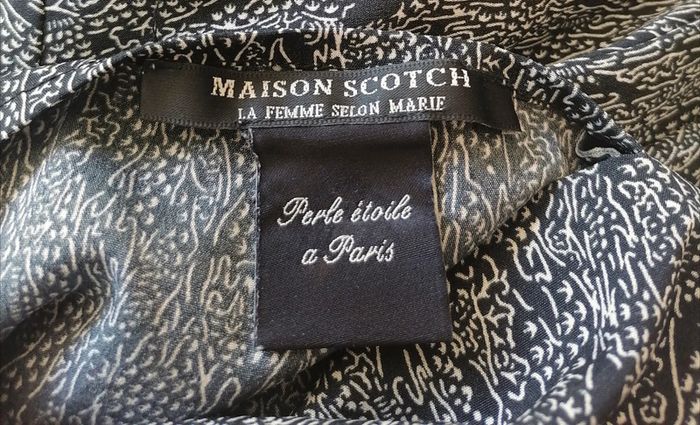 MAISON SCOTCH
LA FEMME SELON MARIE
Perle étoile
a Paris